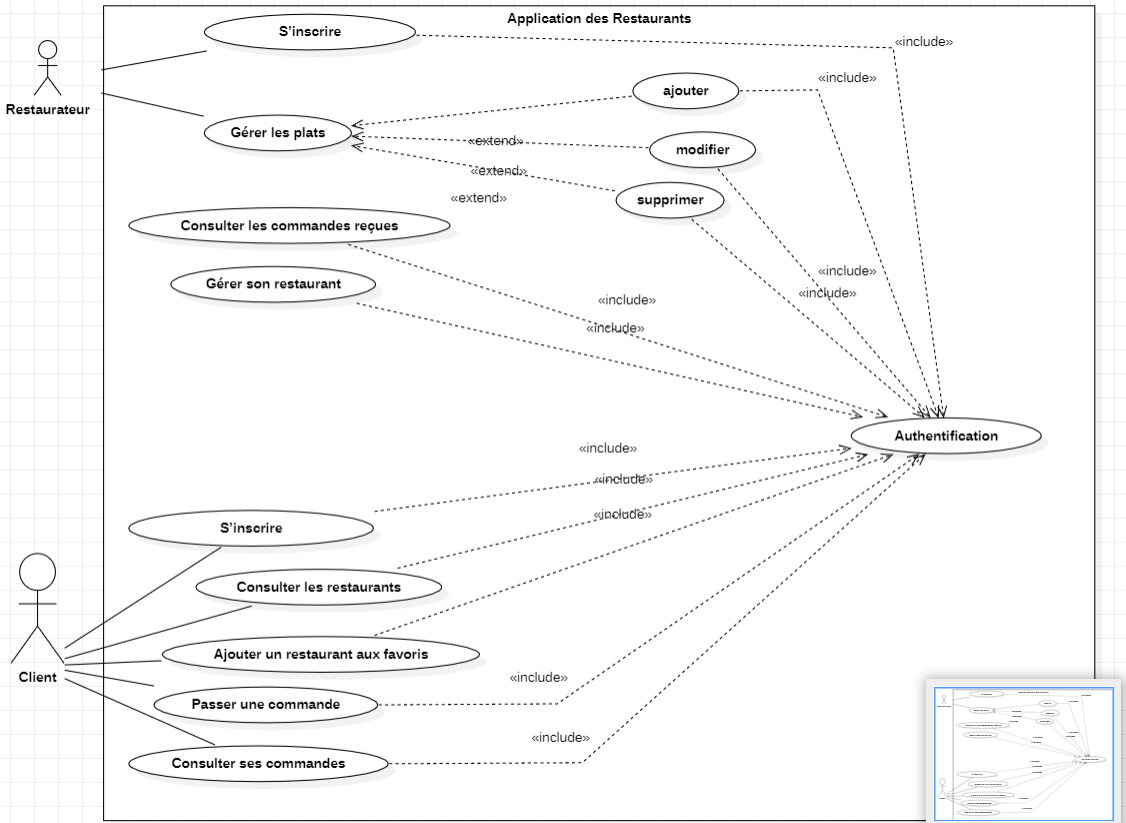 Application des Restaurants
S'inscrire
«include»
Restaurateur
ajouter
«include»
Gérer les plats
«extend»
modifier
«extend»
supprimer
«extend»
Consulter les commandes reçues
«include»
Gérer son restaurant
«include»
«include»
«include»
Authentification
«include»
«include»
«include»
S'inscrire
Consulter les restaurants
Ajouter un restaurant aux favoris
Client
«include»
Passer une commande
«include»
Consulter ses commandes